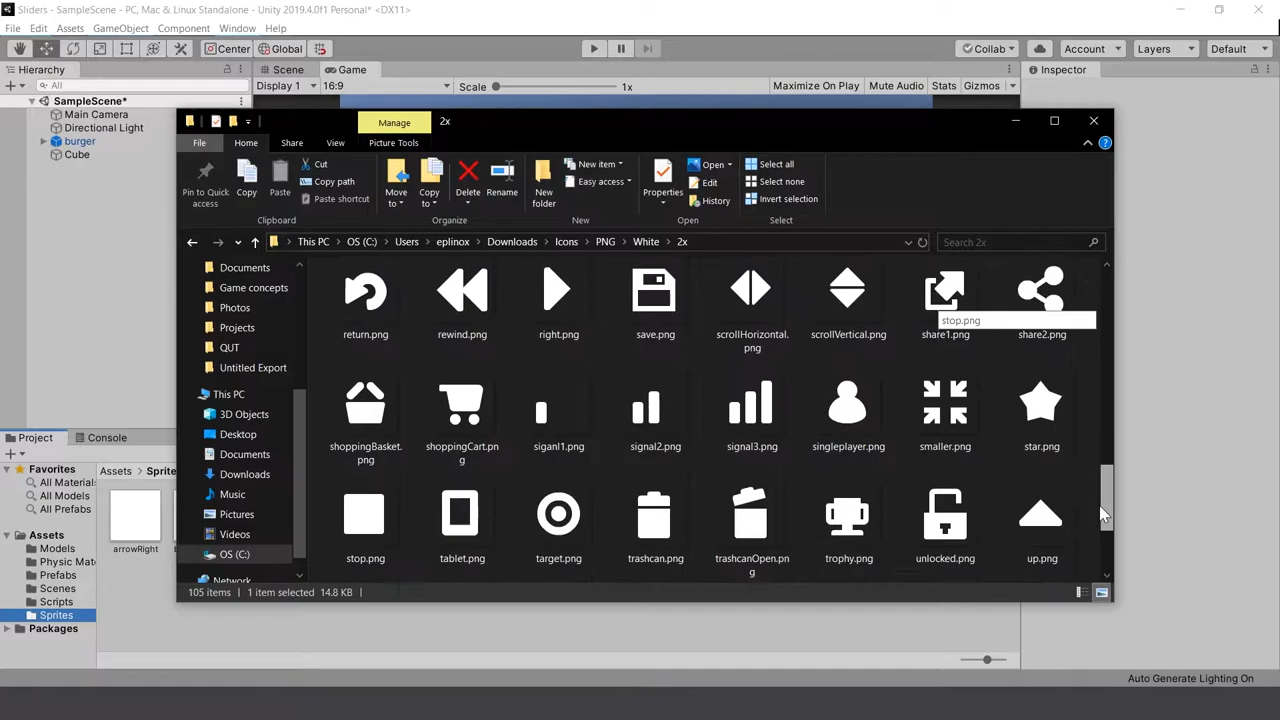 Sliders - SampleScene - PC, Mac & Linux Standalone - Unity 2019.4.0f1 Personal* <DX11>
File Edit Assets GameObject Component Window Help
Center Global Collab Account Layers Default
Hierarchy Scene Game Inspector
All Display 1 16:9 Scale 1x Maximize On Play Mute Audio Stats Gizmos
SampleScene*
Main Camera
Directional Light
burger
Cube
Manage 2x
File Home Share View Picture Tools
Pin to Quick access
Copy
Paste
Cut
Copy path
Paste shortcut
Clipboard
Move to
Copy to
Delete
Rename
Organize
New folder
New item
Easy access
New
Properties
Open
Edit
History
Open
Select all
Select none
Invert selection
Select
This PC OS (C:) Users eplinox Downloads Icons PNG White 2x Search 2x
Documents
Game concepts
Photos
Projects
QUT
Untitled Export
This PC
3D Objects
Desktop
Documents
Downloads
Music
Pictures
Videos
OS (C:)
Network
stop.png
return.png rewind.png right.png save.png scrollHorizontal.png scrollVertical.png share1.png share2.png
shoppingBasket.png shoppingCart.png siganl1.png signal2.png signal3.png singleplayer.png smaller.png star.png
stop.png tablet.png target.png trashcan.png trashcanOpen.png trophy.png unlocked.png up.png
105 items 1 item selected 14.8 KB
Project Console
Favorites
All Material
All Models
All Prefabs
Assets
Models
Physic Mat
Prefabs
Scenes
Scripts
Sprites
Packages
Assets Sprite
arrowRight
Auto Generate Lighting On